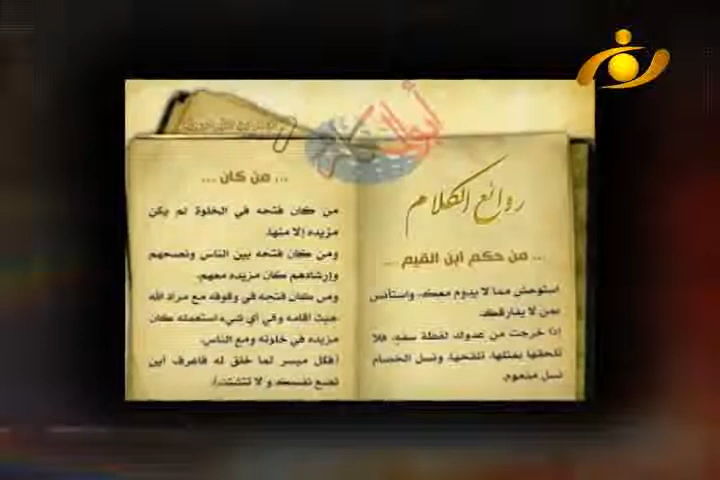 روائع الكلام
... من حكم ابن القيم ...
استوحش مما لا يدوم معك، واستأنس
بمن لا يفارقك.
إذا خرجت من عدوك لفظة سفه، فلا
تلحقها بمثلها، تلقحها، ونسل الخصام
نسل مذموم.
... من كان ...
من كان فتحه في الخلوة لم يكن
مزيده إلا منها.
ومن كان فتحه بين الناس ونصحهم
وإرشادهم كان مزيده معهم.
ومن كان فتحه في وقوفه مع مراد الله
حيث أقامه وفي أي شيء استعمله كان
مزيده في خلوته ومع الناس.
(فكل ميسر لما خلق له فاعرف أين
تضع نفسك و لا تتشتت).